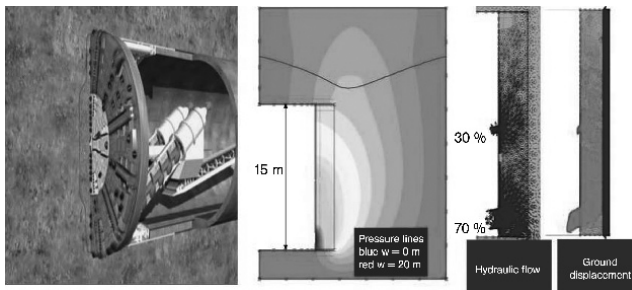 15 m
Pressure lines
blue w = 0 m
red w = 20 m
30 %
70 %
Hydraulic flow
Ground
displacement